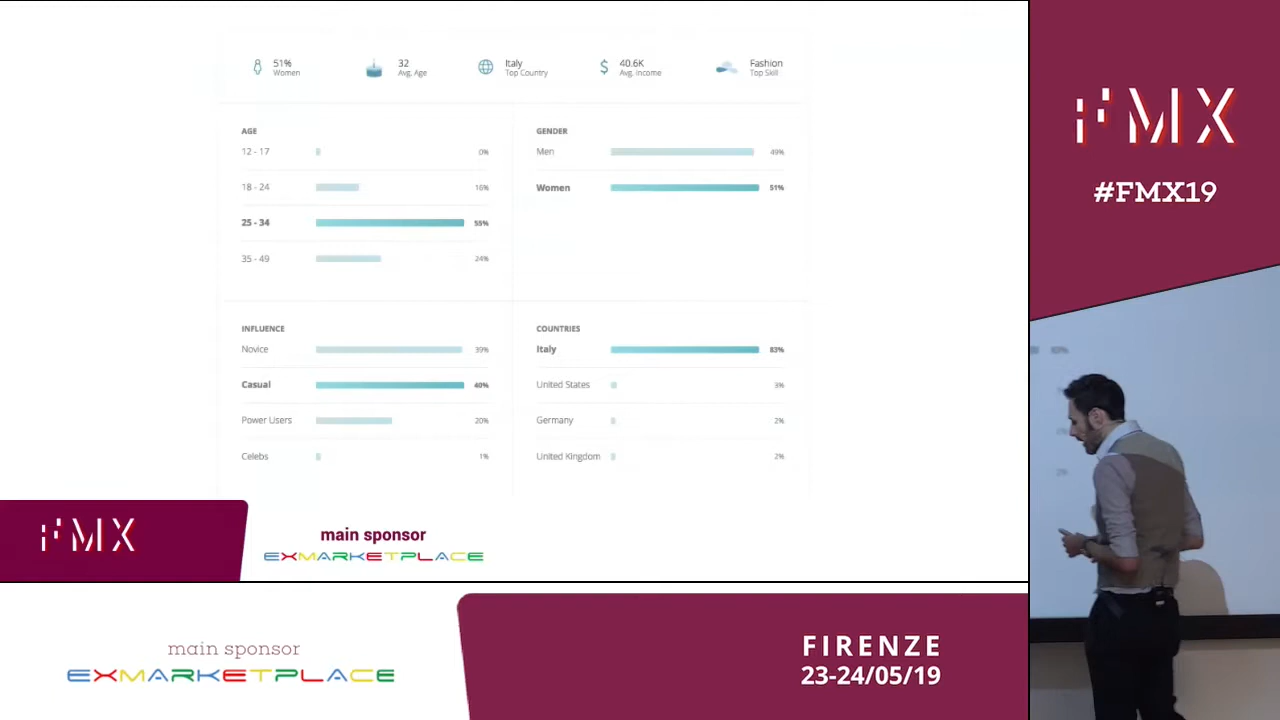 51%
Women
32
Avg. Age
Italy
Top Country
$
40.6K
Avg. Income
Fashion
Top Skill
AGE
12 - 17 0%
18 - 24 16%
25 - 34 55%
35 - 49 24%
GENDER
Men 49%
Women 51%
INFLUENCE
Novice 39%
Casual 40%
Power Users 20%
Celebs 1%
COUNTRIES
Italy 83%
United States 3%
Germany 2%
United Kingdom 2%
FMX
main sponsor
EXMARKETPLACE
main sponsor
EXMARKETPLACE
FIRENZE
23-24/05/19
FMX
#FMX19